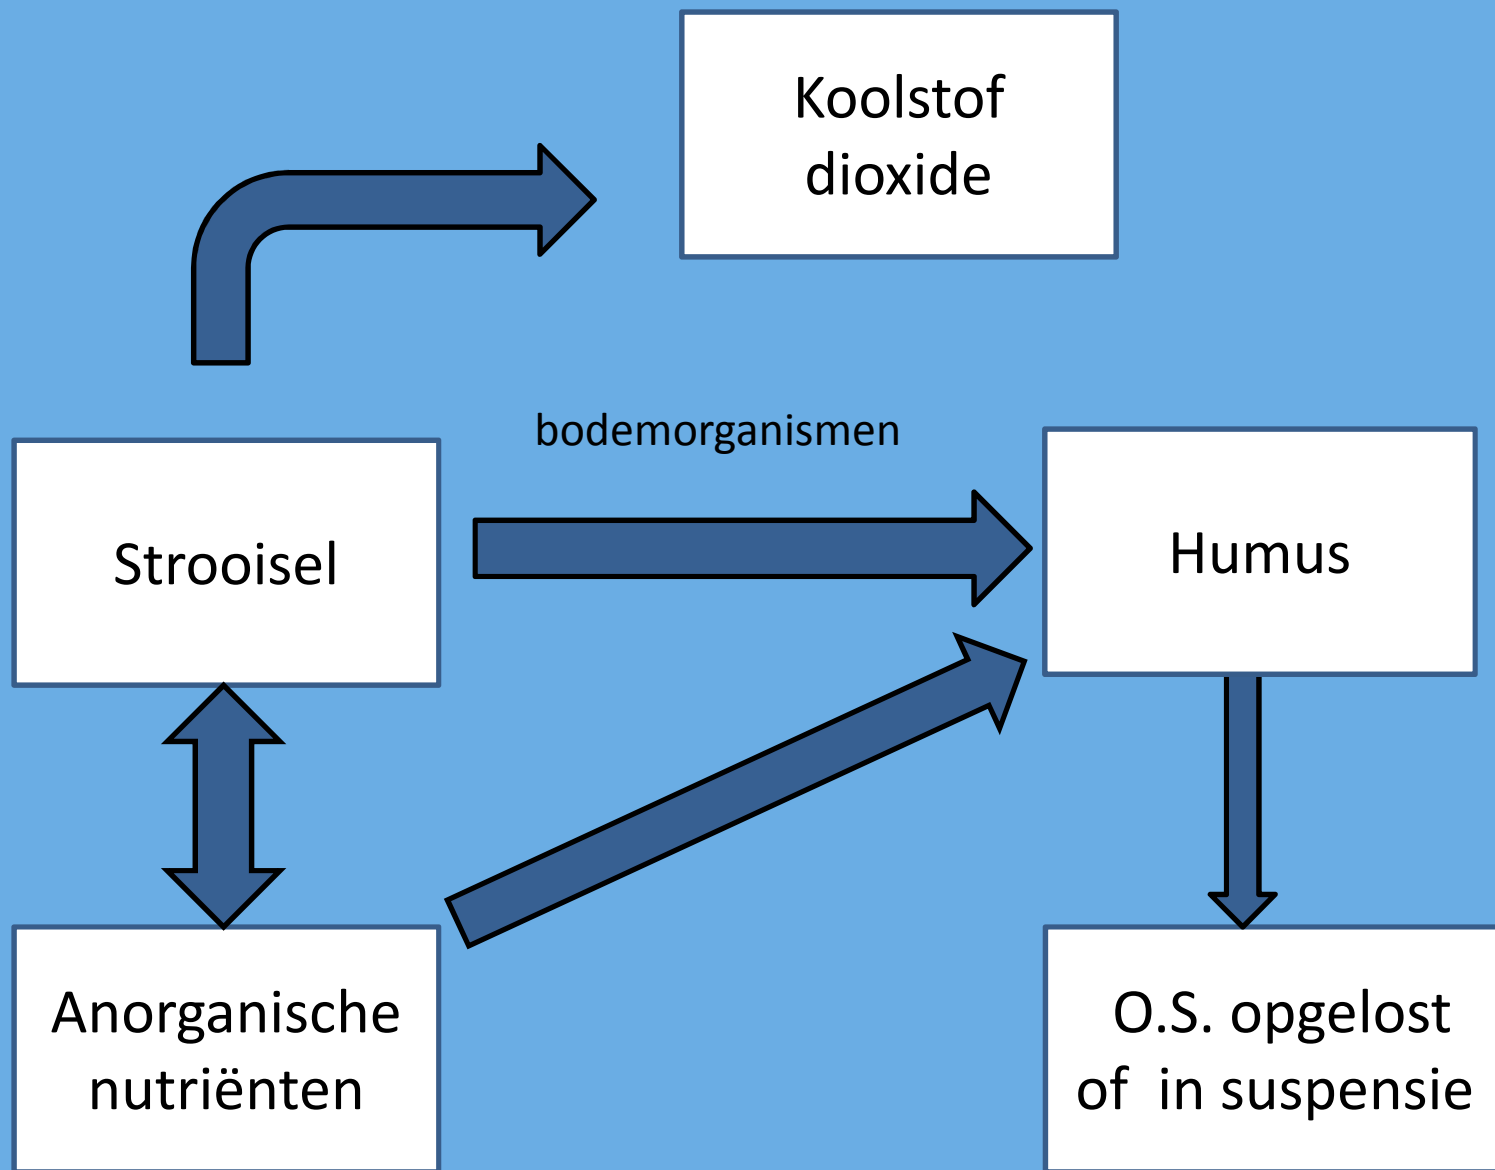 Koolstof
dioxide
bodemorganismen
Strooisel
Humus
Anorganische
nutriënten
O.S. opgelost
of  in suspensie